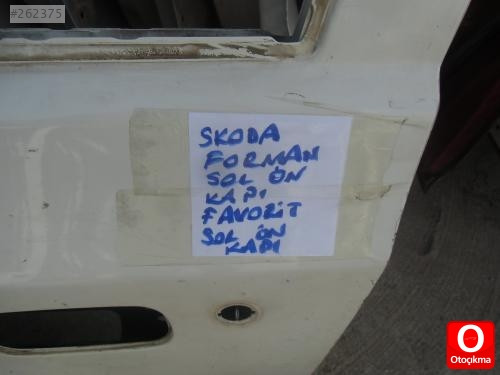 #262375
SKODA
FORMAN
SOL ÖN
KAPI
FAVORİT
SOL ÖN
KAPI
O
Otoçıkma